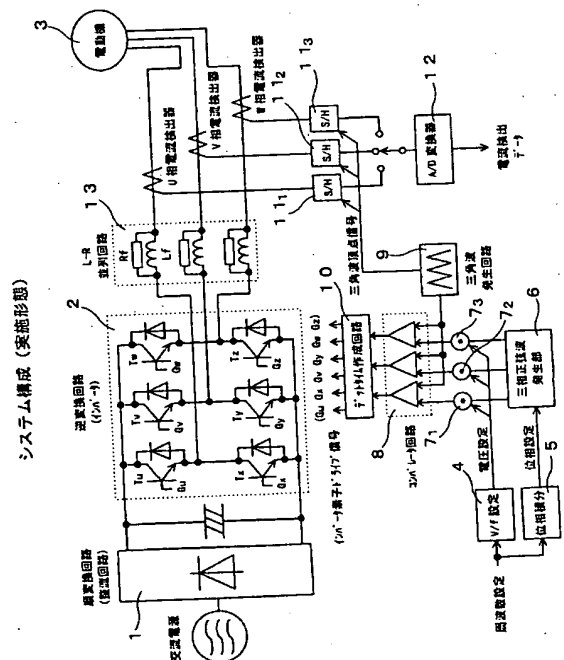 システム構成(実施形態)
交流電源
1
順変換回路
(整流回路)
2
逆変換回路
(インバータ)
Tu
Tv
Tw
Qu
Qv
Qw
Tx
Ty
Tz
Qx
Qy
Qz
13
L-R
並列回路
Rf
Lf
U相電流検出器
V相電流検出器
W相電流検出器
3
電動機
11₁
11₂
11₃
S/H
S/H
S/H
12
A/D変換器
電流検出
データ
三角波頂点信号
9
三角波
発生回路
インバータ素子ドライブ信号
(Qu Qx Qv Qy Qw Qz)
10
デットタイム作成回路
8
コンパレータ回路
7₁
7₂
7₃
6
三相正弦波
発生部
周波数設定
4
V/f設定
電圧設定
5
位相積分
位相設定